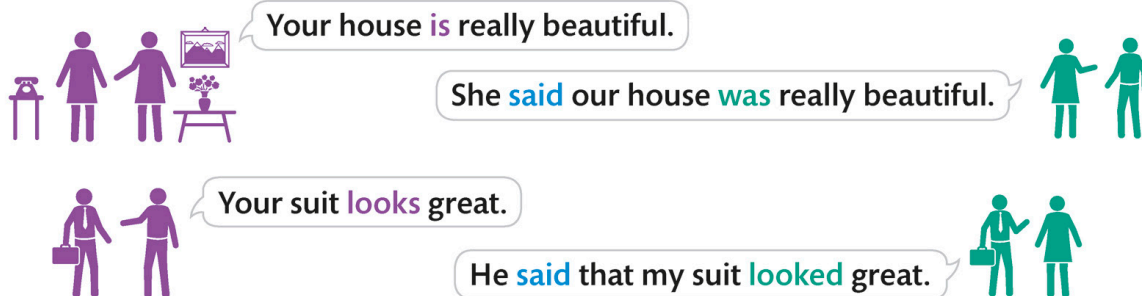 Your house is really beautiful.
She said our house was really beautiful.
Your suit looks great.
He said that my suit looked great.